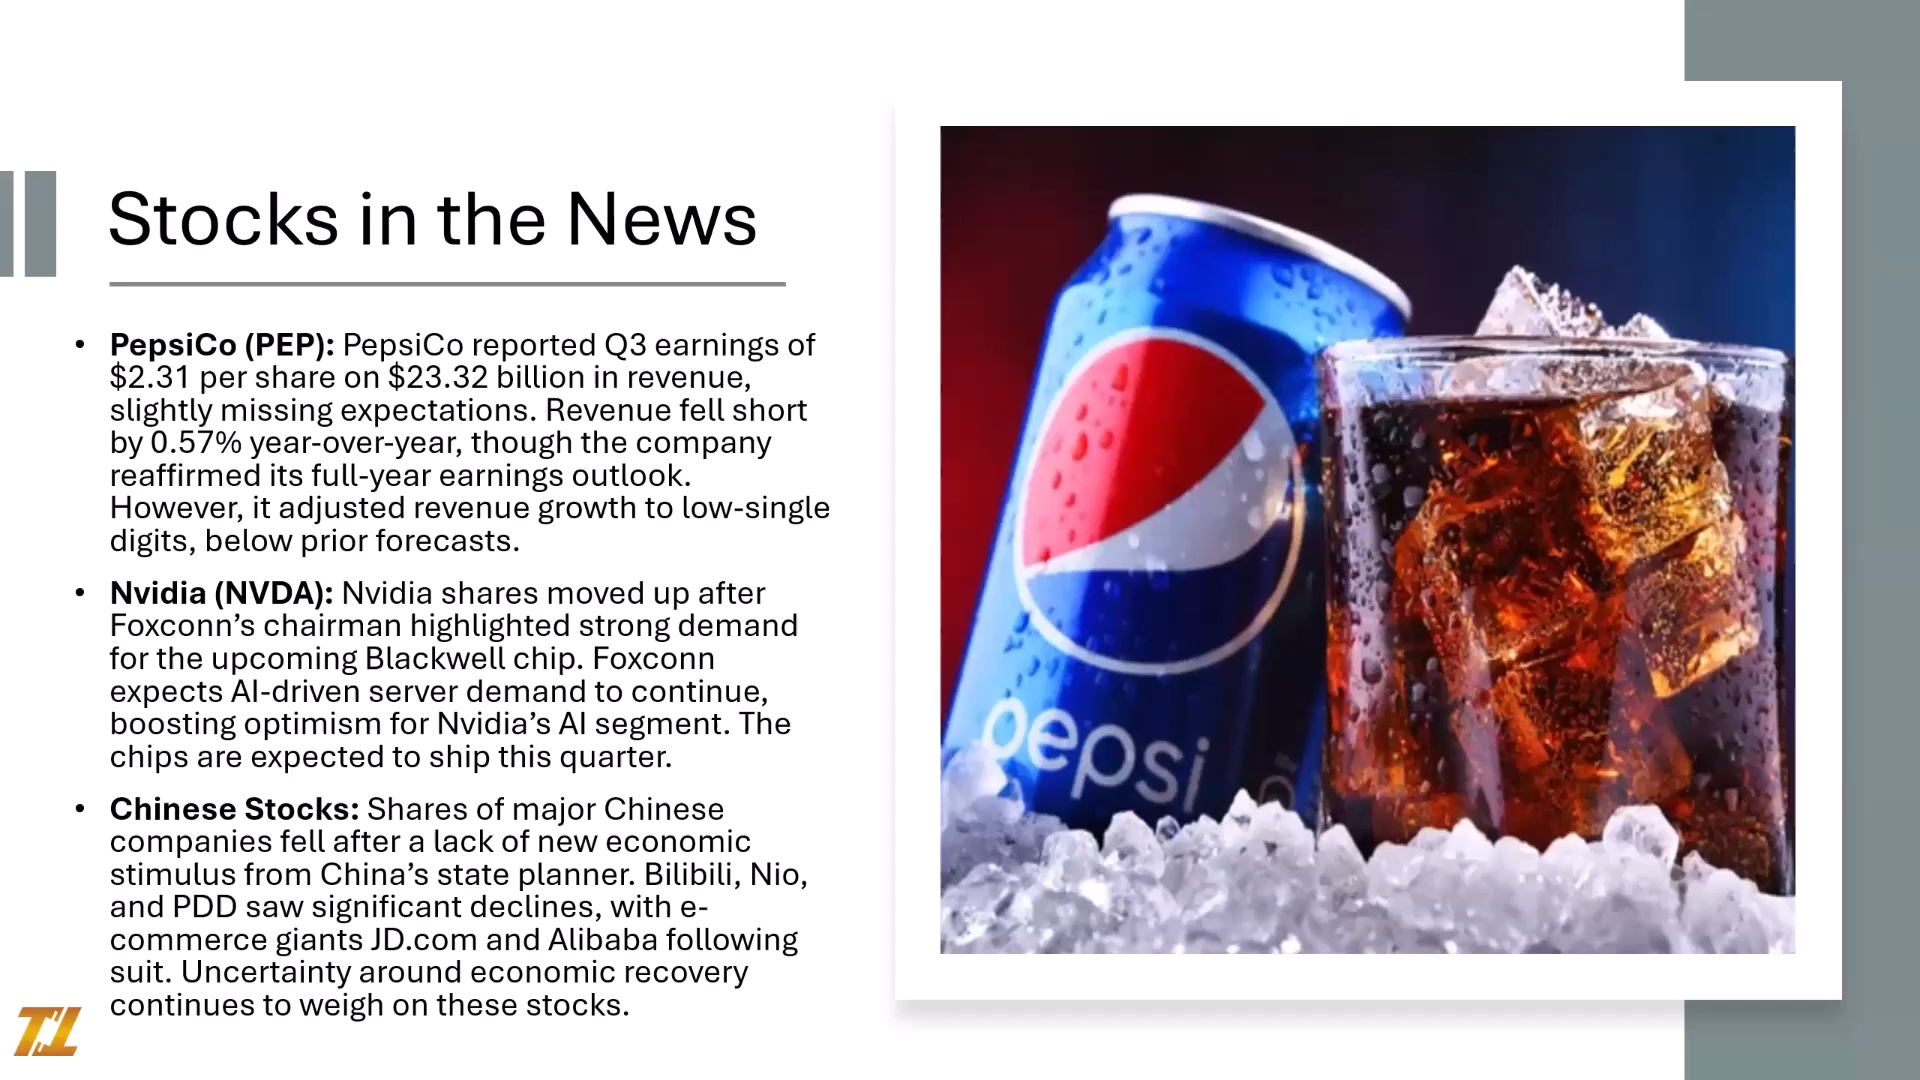 Stocks in the News
• PepsiCo (PEP): PepsiCo reported Q3 earnings of
$2.31 per share on $23.32 billion in revenue,
slightly missing expectations. Revenue fell short
by 0.57% year-over-year, though the company
reaffirmed its full-year earnings outlook.
However, it adjusted revenue growth to low-single
digits, below prior forecasts.
• Nvidia (NVDA): Nvidia shares moved up after
Foxconn’s chairman highlighted strong demand
for the upcoming Blackwell chip. Foxconn
expects AI-driven server demand to continue,
boosting optimism for Nvidia’s AI segment. The
chips are expected to ship this quarter.
• Chinese Stocks: Shares of major Chinese
companies fell after a lack of new economic
stimulus from China’s state planner. Bilibili, Nio,
and PDD saw significant declines, with e-
commerce giants JD.com and Alibaba following
suit. Uncertainty around economic recovery
continues to weigh on these stocks.
pepsi